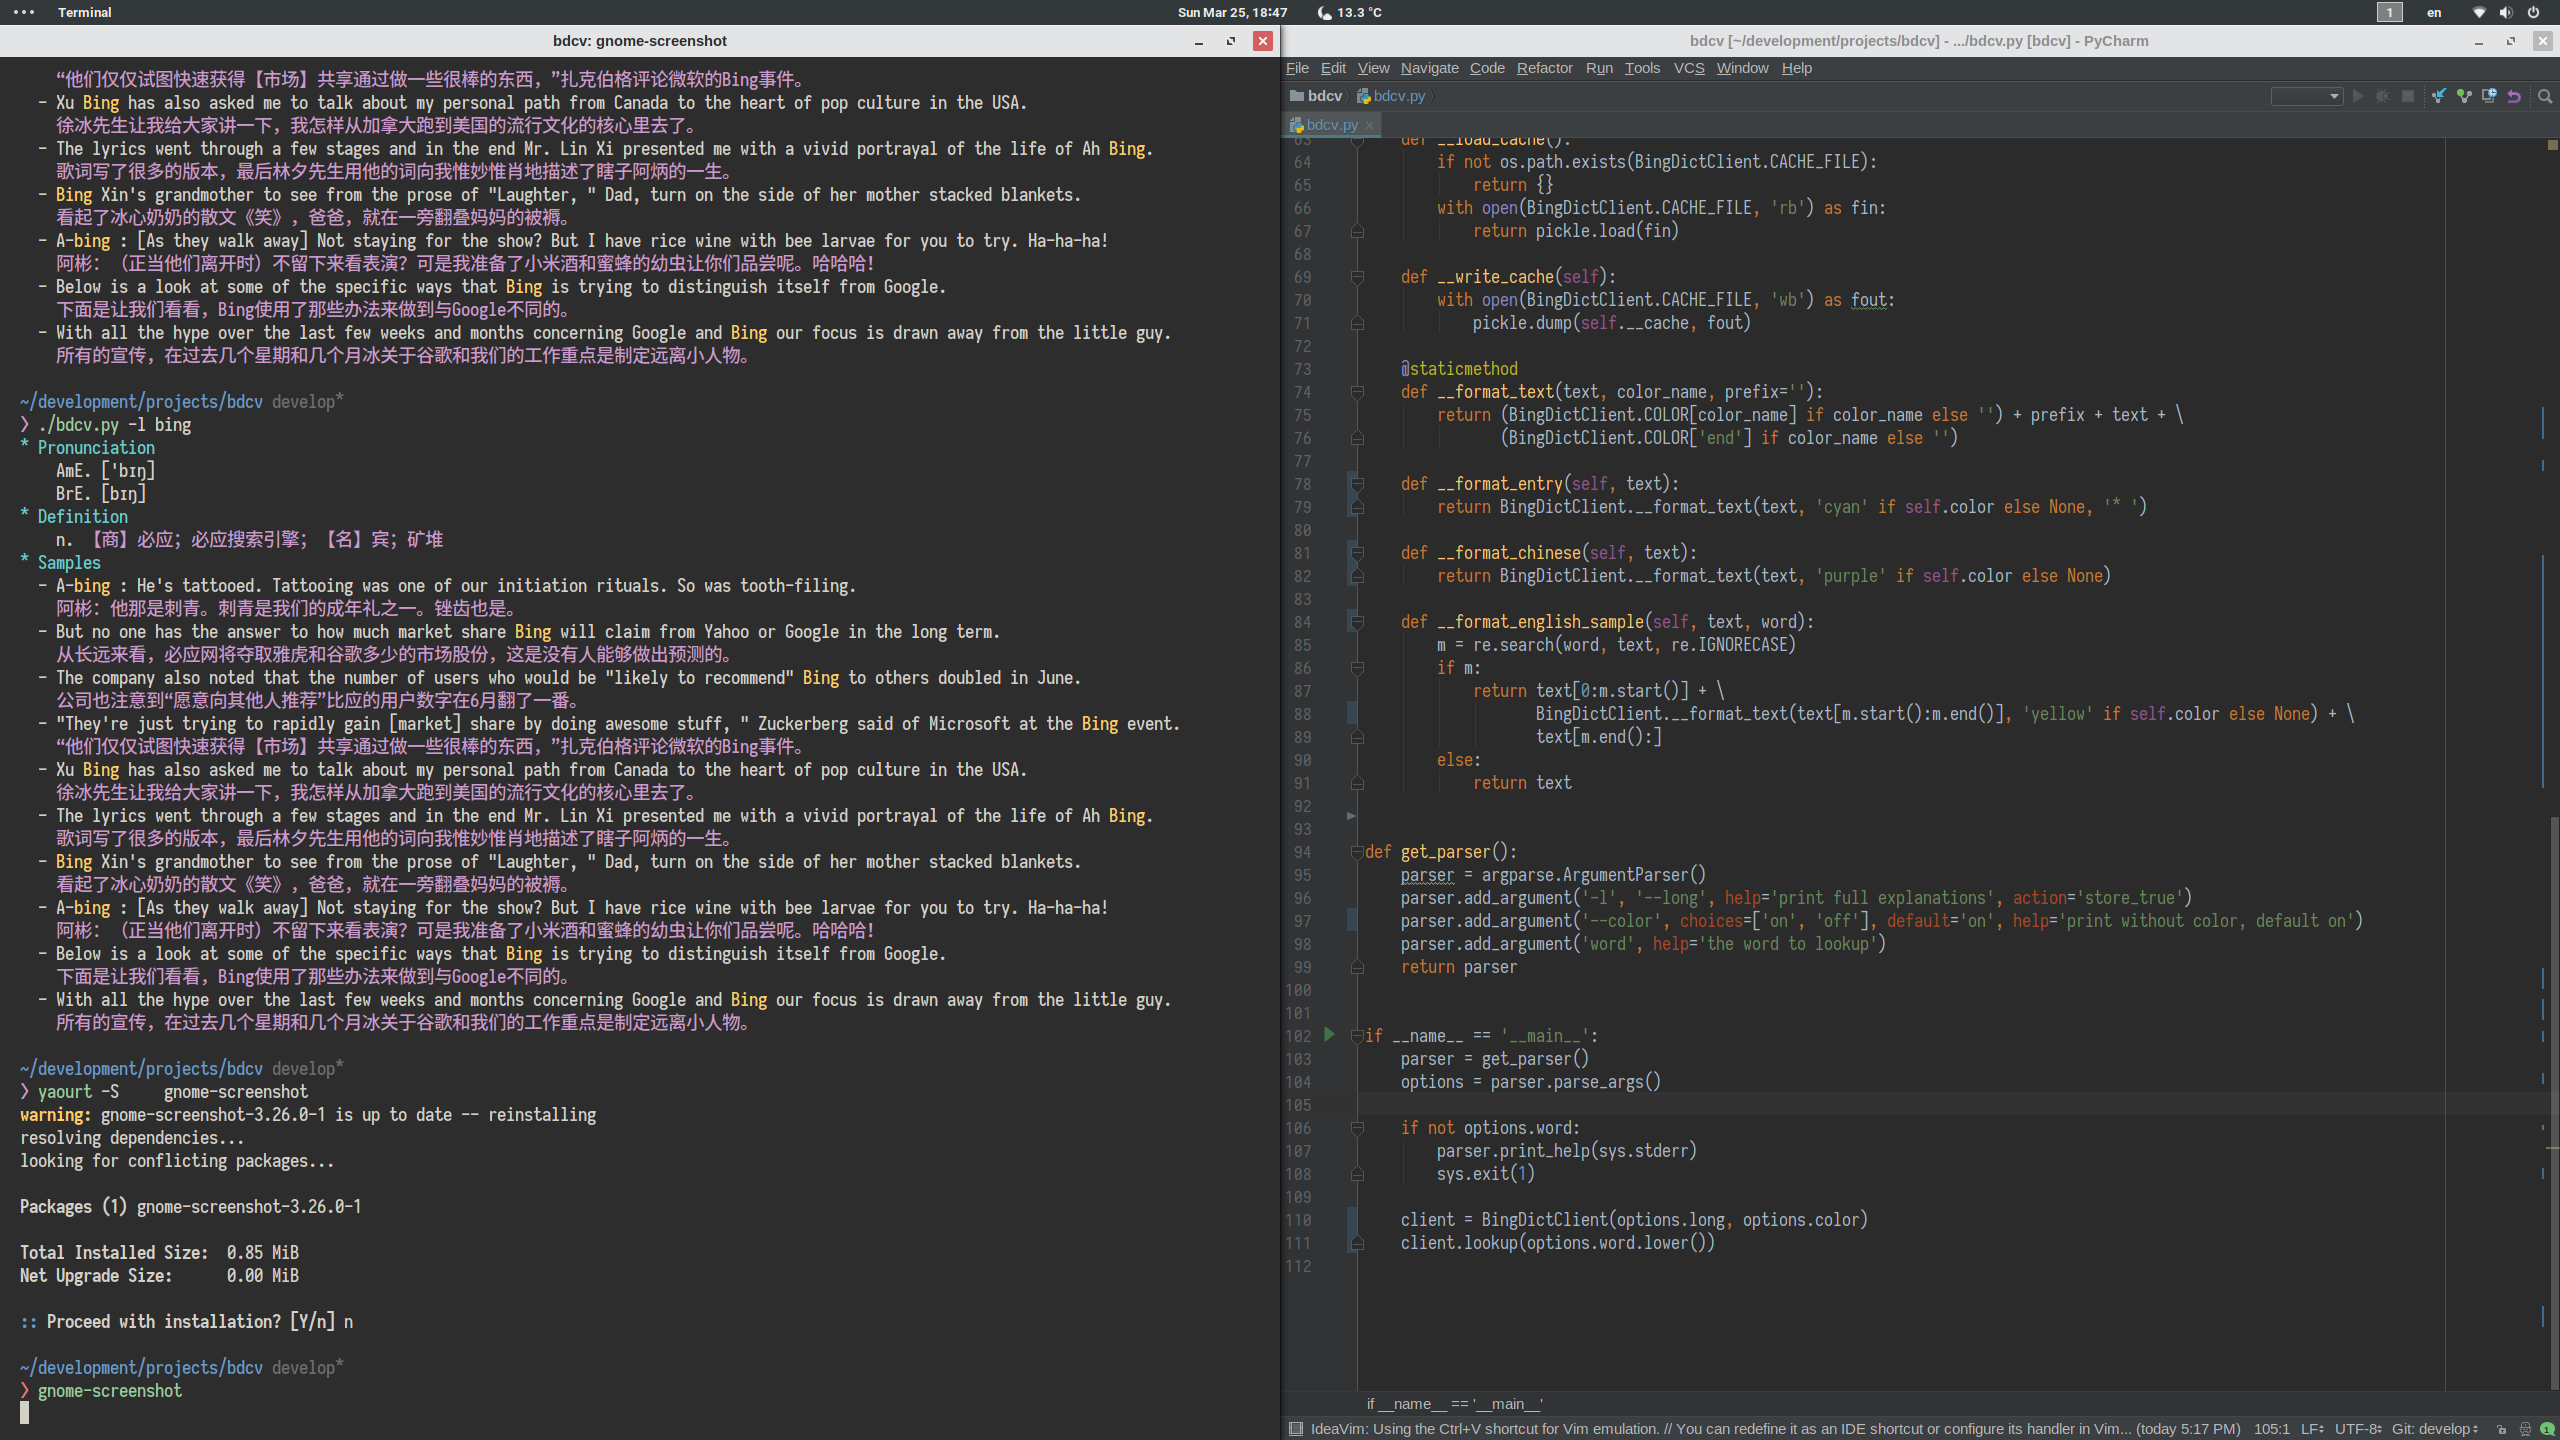 Terminal
Sun Mar 25, 18:47
13.3 °C
1
en
bdcv: gnome-screenshot
“他们仅仅试图快速获得【市场】共享通过做一些很棒的东西，”扎克伯格评论微软的Bing事件。
- Xu Bing has also asked me to talk about my personal path from Canada to the heart of pop culture in the USA.
徐冰先生让我给大家讲一下，我怎样从加拿大跑到美国的流行文化的核心里去了。
- The lyrics went through a few stages and in the end Mr. Lin Xi presented me with a vivid portrayal of the life of Ah Bing.
歌词写了很多的版本，最后林夕先生用他的词向我惟妙惟肖地描述了瞎子阿炳的一生。
- Bing Xin's grandmother to see from the prose of "Laughter, " Dad, turn on the side of her mother stacked blankets.
看起了冰心奶奶的散文《笑》，爸爸，就在一旁翻叠妈妈的被褥。
- A-bing : [As they walk away] Not staying for the show? But I have rice wine with bee larvae for you to try. Ha-ha-ha!
阿彬：（正当他们离开时）不留下来看表演？可是我准备了小米酒和蜜蜂的幼虫让你们品尝呢。哈哈哈！
- Below is a look at some of the specific ways that Bing is trying to distinguish itself from Google.
下面是让我们看看，Bing使用了那些办法来做到与Google不同的。
- With all the hype over the last few weeks and months concerning Google and Bing our focus is drawn away from the little guy.
所有的宣传，在过去几个星期和几个月冰关于谷歌和我们的工作重点是制定远离小人物。
~/development/projects/bdcv develop*
❯ ./bdcv.py -l bing
* Pronunciation
AmE. ['bɪŋ]
BrE. [bɪŋ]
* Definition
n. 【商】必应；必应搜索引擎；【名】宾；矿堆
* Samples
- A-bing : He's tattooed. Tattooing was one of our initiation rituals. So was tooth-filing.
阿彬：他那是刺青。刺青是我们的成年礼之一。锉齿也是。
- But no one has the answer to how much market share Bing will claim from Yahoo or Google in the long term.
从长远来看，必应网将夺取雅虎和谷歌多少的市场股份，这是没有人能够做出预测的。
- The company also noted that the number of users who would be "likely to recommend" Bing to others doubled in June.
公司也注意到“愿意向其他人推荐”比应的用户数字在6月翻了一番。
- "They're just trying to rapidly gain [market] share by doing awesome stuff, " Zuckerberg said of Microsoft at the Bing event.
“他们仅仅试图快速获得【市场】共享通过做一些很棒的东西，”扎克伯格评论微软的Bing事件。
- Xu Bing has also asked me to talk about my personal path from Canada to the heart of pop culture in the USA.
徐冰先生让我给大家讲一下，我怎样从加拿大跑到美国的流行文化的核心里去了。
- The lyrics went through a few stages and in the end Mr. Lin Xi presented me with a vivid portrayal of the life of Ah Bing.
歌词写了很多的版本，最后林夕先生用他的词向我惟妙惟肖地描述了瞎子阿炳的一生。
- Bing Xin's grandmother to see from the prose of "Laughter, " Dad, turn on the side of her mother stacked blankets.
看起了冰心奶奶的散文《笑》，爸爸，就在一旁翻叠妈妈的被褥。
- A-bing : [As they walk away] Not staying for the show? But I have rice wine with bee larvae for you to try. Ha-ha-ha!
阿彬：（正当他们离开时）不留下来看表演？可是我准备了小米酒和蜜蜂的幼虫让你们品尝呢。哈哈哈！
- Below is a look at some of the specific ways that Bing is trying to distinguish itself from Google.
下面是让我们看看，Bing使用了那些办法来做到与Google不同的。
- With all the hype over the last few weeks and months concerning Google and Bing our focus is drawn away from the little guy.
所有的宣传，在过去几个星期和几个月冰关于谷歌和我们的工作重点是制定远离小人物。
~/development/projects/bdcv develop*
❯ yaourt -S     gnome-screenshot
warning: gnome-screenshot-3.26.0-1 is up to date -- reinstalling
resolving dependencies...
looking for conflicting packages...
Packages (1) gnome-screenshot-3.26.0-1
Total Installed Size:  0.85 MiB
Net Upgrade Size:      0.00 MiB
:: Proceed with installation? [Y/n] n
~/development/projects/bdcv develop*
❯ gnome-screenshot
bdcv [~/development/projects/bdcv] - .../bdcv.py [bdcv] - PyCharm
File Edit View Navigate Code Refactor Run Tools VCS Window Help
bdcv bdcv.py
bdcv.py
63     def __load_cache():
64         if not os.path.exists(BingDictClient.CACHE_FILE):
65             return {}
66         with open(BingDictClient.CACHE_FILE, 'rb') as fin:
67             return pickle.load(fin)
68
69     def __write_cache(self):
70         with open(BingDictClient.CACHE_FILE, 'wb') as fout:
71             pickle.dump(self.__cache, fout)
72
73     @staticmethod
74     def __format_text(text, color_name, prefix=''):
75         return (BingDictClient.COLOR[color_name] if color_name else '') + prefix + text + \
76                (BingDictClient.COLOR['end'] if color_name else '')
77
78     def __format_entry(self, text):
79         return BingDictClient.__format_text(text, 'cyan' if self.color else None, '* ')
80
81     def __format_chinese(self, text):
82         return BingDictClient.__format_text(text, 'purple' if self.color else None)
83
84     def __format_english_sample(self, text, word):
85         m = re.search(word, text, re.IGNORECASE)
86         if m:
87             return text[0:m.start()] + \
88                    BingDictClient.__format_text(text[m.start():m.end()], 'yellow' if self.color else None) + \
89                    text[m.end():]
90         else:
91             return text
92
93
94 def get_parser():
95     parser = argparse.ArgumentParser()
96     parser.add_argument('-l', '--long', help='print full explanations', action='store_true')
97     parser.add_argument('--color', choices=['on', 'off'], default='on', help='print without color, default on')
98     parser.add_argument('word', help='the word to lookup')
99     return parser
100
101
102 if __name__ == '__main__':
103     parser = get_parser()
104     options = parser.parse_args()
105
106     if not options.word:
107         parser.print_help(sys.stderr)
108         sys.exit(1)
109
110     client = BingDictClient(options.long, options.color)
111     client.lookup(options.word.lower())
112
if __name__ == '__main__'
IdeaVim: Using the Ctrl+V shortcut for Vim emulation. // You can redefine it as an IDE shortcut or configure its handler in Vim... (today 5:17 PM) 105:1 LF UTF-8 Git: develop 1